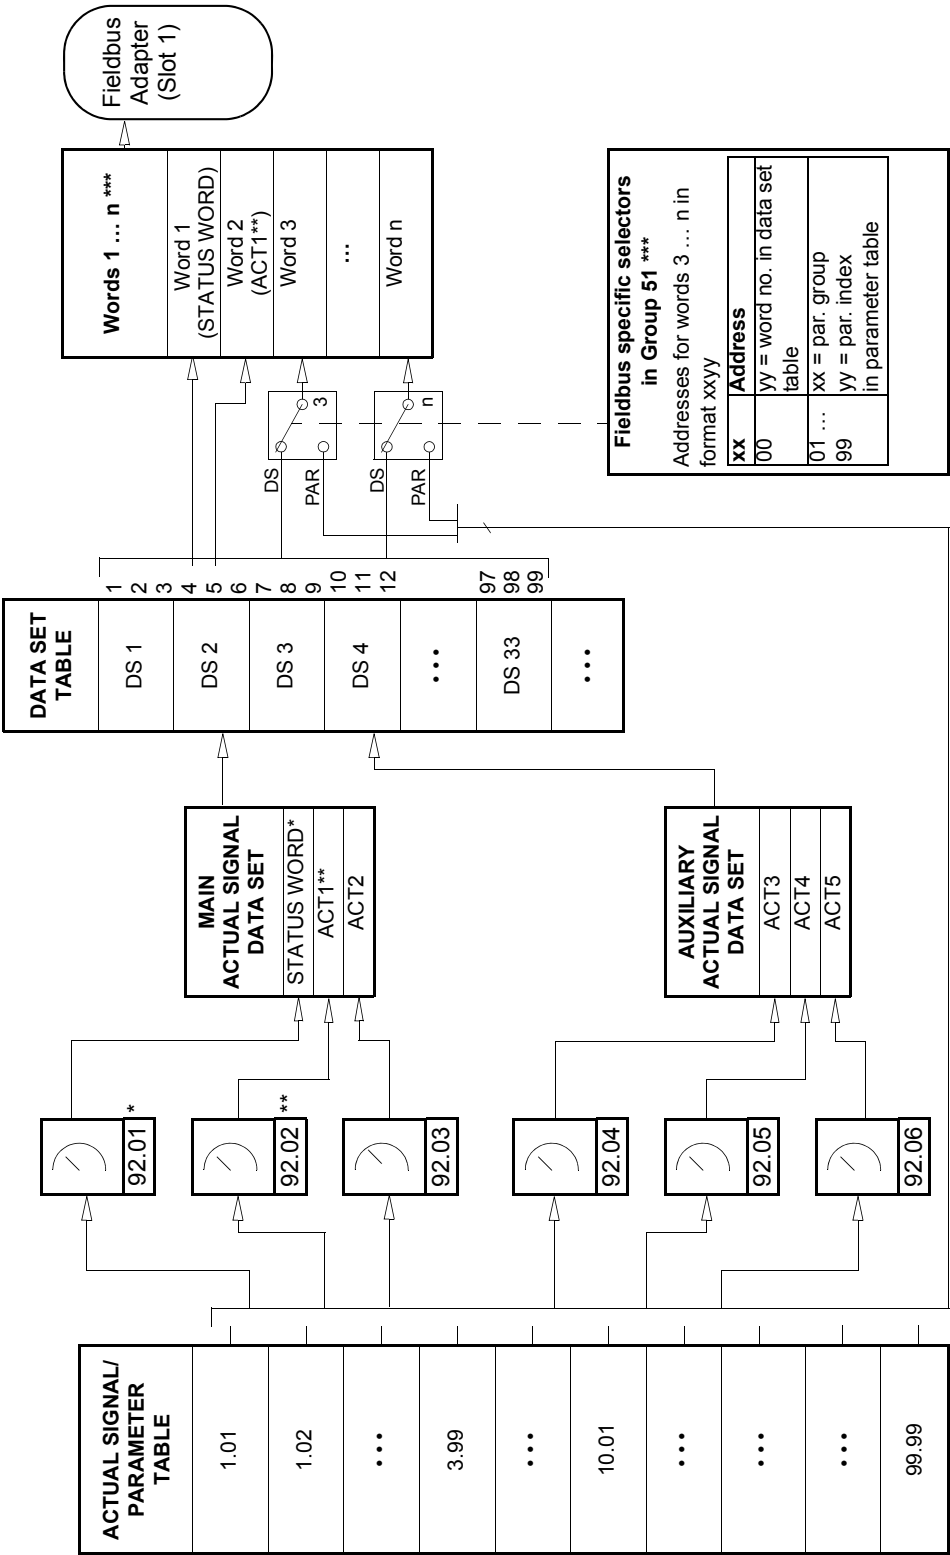 ACTUAL SIGNAL/
PARAMETER
TABLE
1.01
1.02
• • •
3.99
• • •
10.01
• • •
• • •
• • •
99.99
92.01
*
92.02
**
92.03
92.04
92.05
92.06
MAIN
ACTUAL SIGNAL
DATA SET
STATUS WORD*
ACT1**
ACT2
AUXILIARY
ACTUAL SIGNAL
DATA SET
ACT3
ACT4
ACT5
DATA SET
TABLE
DS 1
DS 2
DS 3
DS 4
• • •
DS 33
• • •
1
2
3
4
5
6
7
8
9
10
11
12
97
98
99
DS
PAR
3
DS
PAR
n
Words 1 … n ***
Word 1
(STATUS WORD)
Word 2
(ACT1**)
Word 3
…
Word n
Fieldbus
Adapter
(Slot 1)
Fieldbus specific selectors
in Group 51 ***
Addresses for words 3 … n in
format xxyy
xx Address
00 yy = word no. in data set
table
01 … xx = par. group
99 yy = par. index
in parameter table